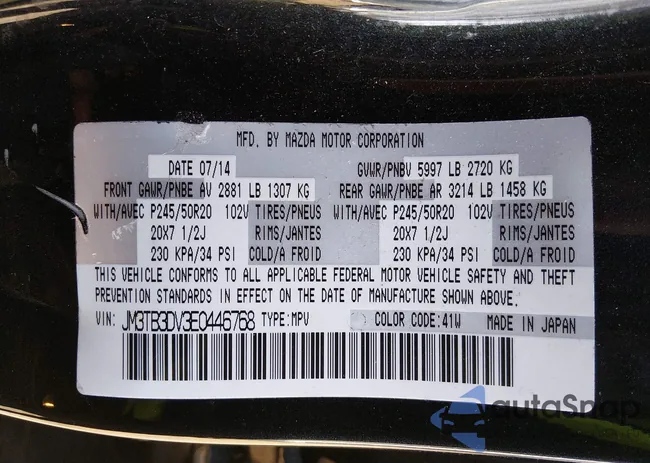 MFD. BY MAZDA MOTOR CORPORATION
DATE 07/14 GVWR/PNBV 5997 LB 2720 KG
FRONT GAWR/PNBE AV 2881 LB 1307 KG REAR GAWR/PNBE AR 3214 LB 1458 KG
WITH/AVEC P245/50R20 102V TIRES/PNEUS WITH/AVEC P245/50R20 102V TIRES/PNEUS
20X7 1/2J RIMS/JANTES 20X7 1/2J RIMS/JANTES
230 KPA/34 PSI COLD/A FROID 230 KPA/34 PSI COLD/A FROID
THIS VEHICLE CONFORMS TO ALL APPLICABLE FEDERAL MOTOR VEHICLE SAFETY AND THEFT
PREVENTION STANDARDS IN EFFECT ON THE DATE OF MANUFACTURE SHOWN ABOVE.
VIN: JM3TB3DV3E0446768 TYPE:MPV COLOR CODE:41W MADE IN JAPAN
autoSnap